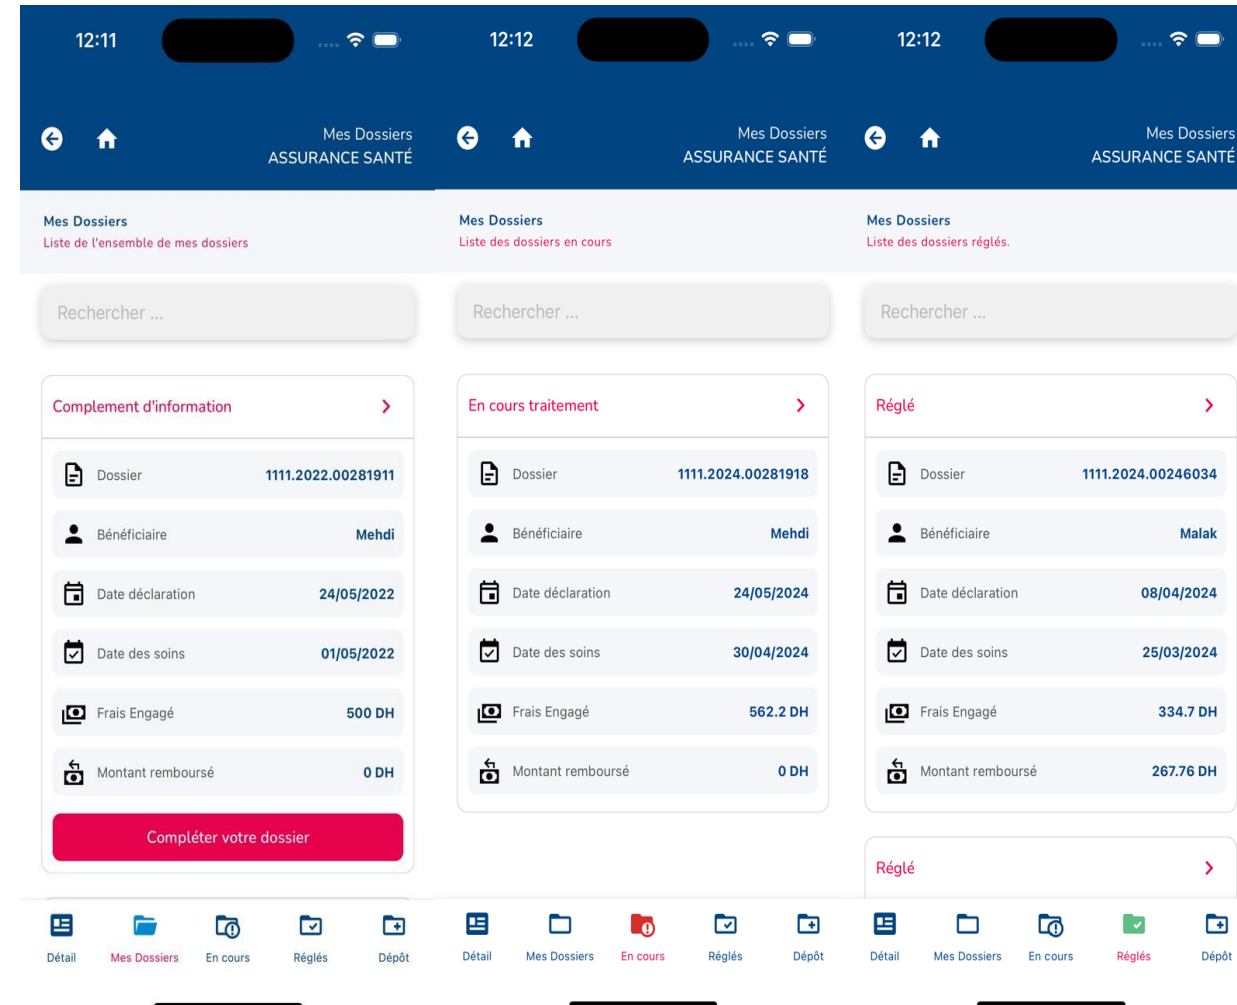 12:11
Mes Dossiers
ASSURANCE SANTÉ
Mes Dossiers
Liste de l'ensemble de mes dossiers
Rechercher ...
Complement d'information
Dossier 1111.2022.00281911
Bénéficiaire Mehdi
Date déclaration 24/05/2022
Date des soins 01/05/2022
Frais Engagé 500 DH
Montant remboursé 0 DH
Compléter votre dossier
Détail Mes Dossiers En cours Réglés Dépôt
12:12
Mes Dossiers
ASSURANCE SANTÉ
Mes Dossiers
Liste des dossiers en cours
Rechercher ...
En cours traitement
Dossier 1111.2024.00281918
Bénéficiaire Mehdi
Date déclaration 24/05/2024
Date des soins 30/04/2024
Frais Engagé 562.2 DH
Montant remboursé 0 DH
Détail Mes Dossiers En cours Réglés Dépôt
12:12
Mes Dossiers
ASSURANCE SANTÉ
Mes Dossiers
Liste des dossiers réglés.
Rechercher ...
Réglé
Dossier 1111.2024.00246034
Bénéficiaire Malak
Date déclaration 08/04/2024
Date des soins 25/03/2024
Frais Engagé 334.7 DH
Montant remboursé 267.76 DH
Réglé
Détail Mes Dossiers En cours Réglés Dépôt